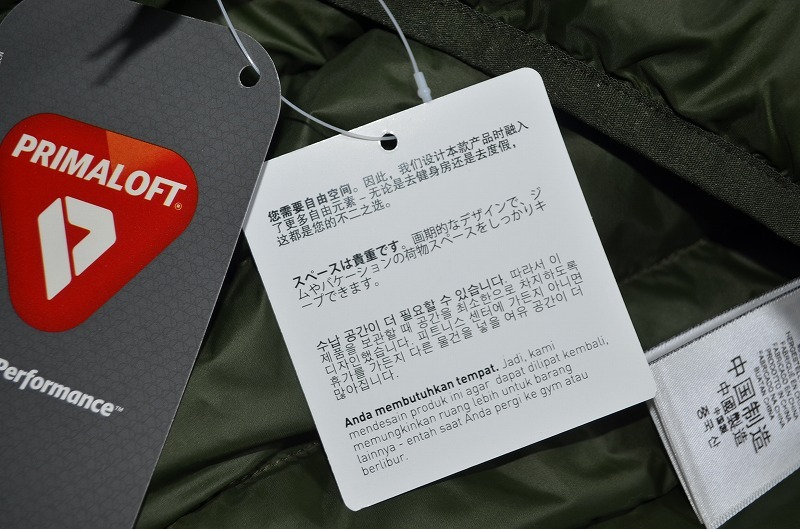 PRIMALOFT®
Performance™
您需要自由空间。因此，我们设计本款产品时融入
了更多自由元素 – 无论是去健身房还是去度假，
这都是您的不二之选。
スペースは貴重です。画期的なデザインで、ジ
ムやバケーションの荷物スペースをしっかりキ
ープできます。
수납 공간이 더 필요할 수 있습니다. 따라서 이
제품을 보관할 때 공간을 최소한으로 차지하도록
디자인했습니다. 피트니스 센터에 가든지 아니면
휴가를 가든지 다른 물건을 넣을 여유 공간이 더
많아집니다.
Anda membutuhkan tempat. Jadi, kami
mendesain produk ini agar dapat dilipat kembali,
memungkinkan ruang lebih untuk barang
lainnya - entah saat Anda pergi ke gym atau
berlibur.
中国制造
中國製造
중국산